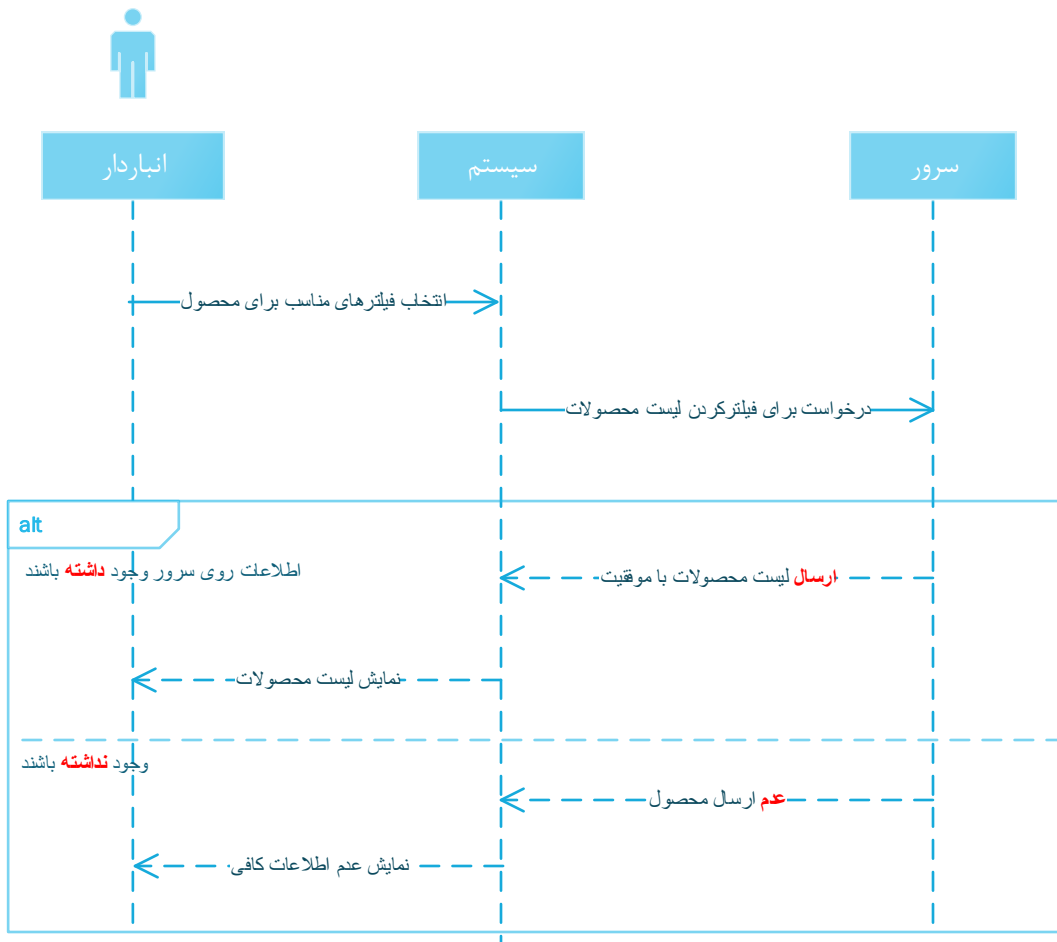 انباردار
سیستم
سرور
انتخاب فیلترهای مناسب برای محصول
درخواست برای فیلترکردن لیست محصولات
alt
اطلاعات روی سرور وجود داشته باشند
ارسال لیست محصولات با موفقیت
نمایش لیست محصولات
وجود نداشته باشند
عدم ارسال محصول
نمایش عدم اطلاعات کافی